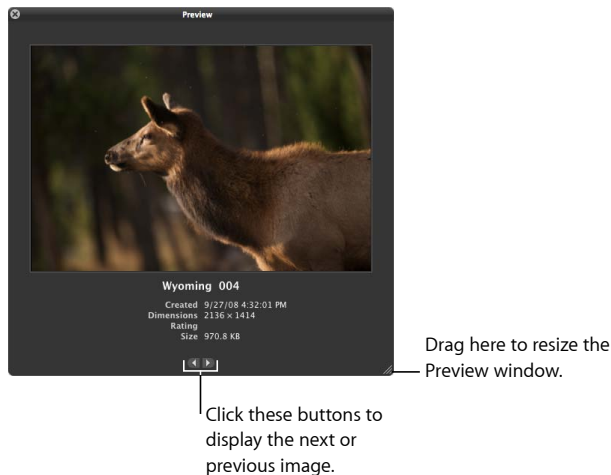 Preview
Wyoming 004
Created 9/27/08 4:32:01 PM
Dimensions 2136 × 1414
Rating
Size 970.8 KB
Drag here to resize the
Preview window.
Click these buttons to
display the next or
previous image.